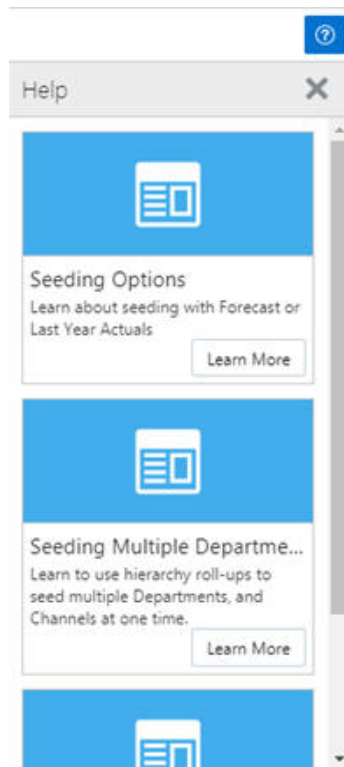 Help
Seeding Options
Learn about seeding with Forecast or
Last Year Actuals
Learn More
Seeding Multiple Departme...
Learn to use hierarchy roll-ups to
seed multiple Departments, and
Channels at one time.
Learn More